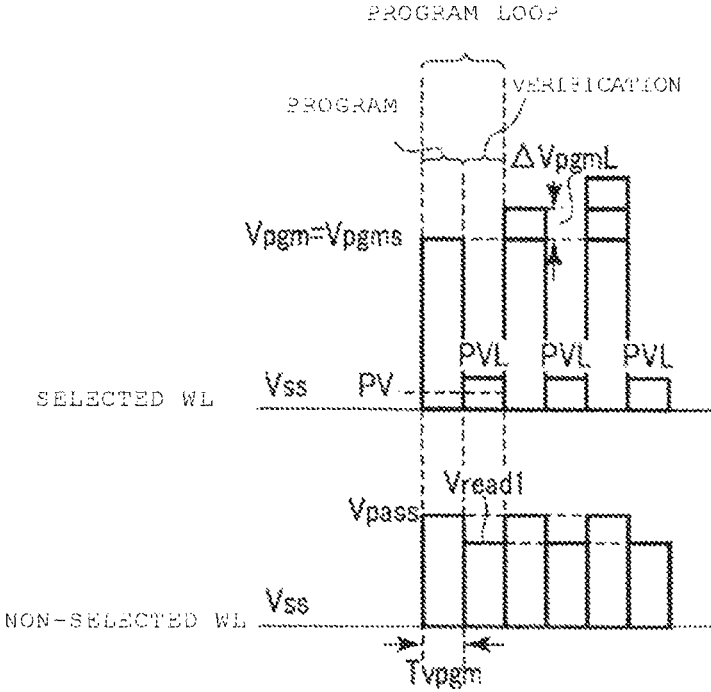 PROGRAM LOOP
PROGRAM
VERIFICATION
ΔVpgmL
Vpgm=Vpgms
PVL PVL PVL
Vss PV
SELECTED WL
Vread1
Vpass
Vss
NON-SELECTED WL
Tvpgm